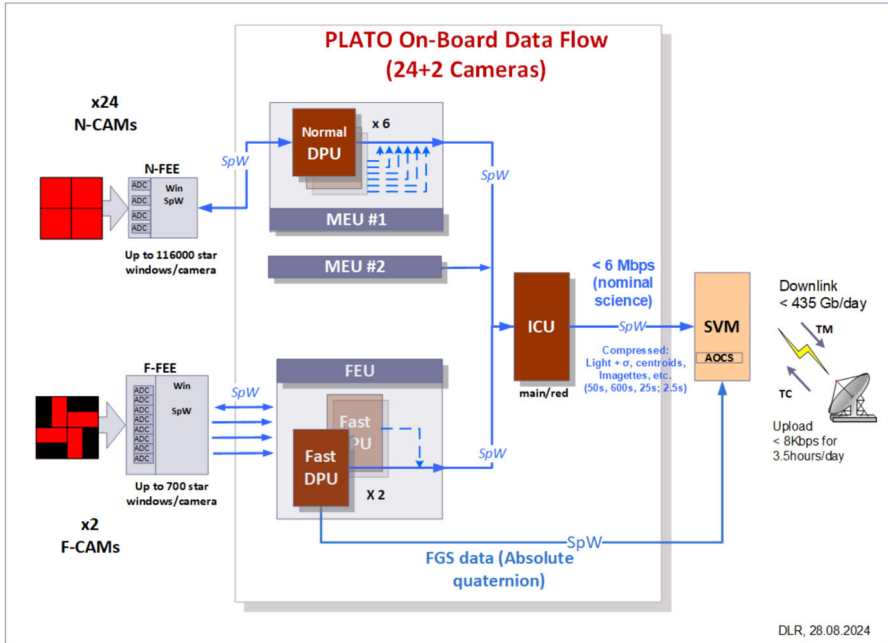 PLATO On-Board Data Flow
(24+2 Cameras)
x24
N-CAMs
N-FEE
ADC
ADC
ADC
ADC
Win
SpW
Up to 116000 star
windows/camera
SpW
Normal
DPU
x 6
MEU #1
MEU #2
SpW
ICU
main/red
< 6 Mbps
(nominal
science)
SpW
Compressed:
Light + σ, centroids,
Imagettes, etc.
(50s, 600s, 25s; 2.5s)
SVM
AOCS
Downlink
< 435 Gb/day
TM
TC
Upload
< 8Kbps for
3.5hours/day
F-FEE
ADC
ADC
ADC
ADC
ADC
ADC
ADC
ADC
Win
SpW
Up to 700 star
windows/camera
x2
F-CAMs
SpW
FEU
Fast
Fast
DPU
X 2
SpW
SpW
FGS data (Absolute
quaternion)
DLR, 28.08.2024